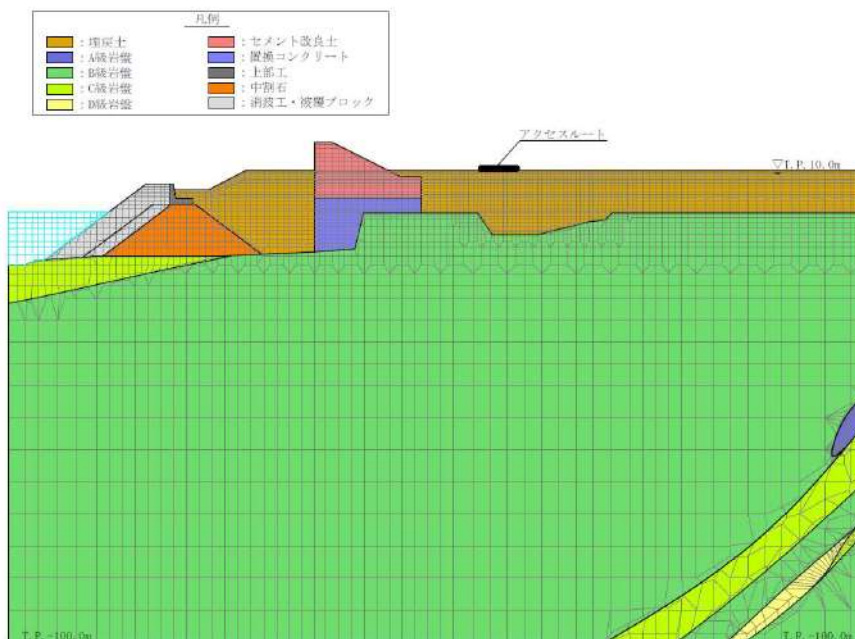 凡例
：埋戻土
：A級岩盤
：B級岩盤
：C級岩盤
：D級岩盤
：セメント改良土
：置換コンクリート
：上部工
：中割石
：消波工・被覆ブロック
アクセスルート
▽T.P.10.0m
T.P.-100.0m
T.P.-100.0m